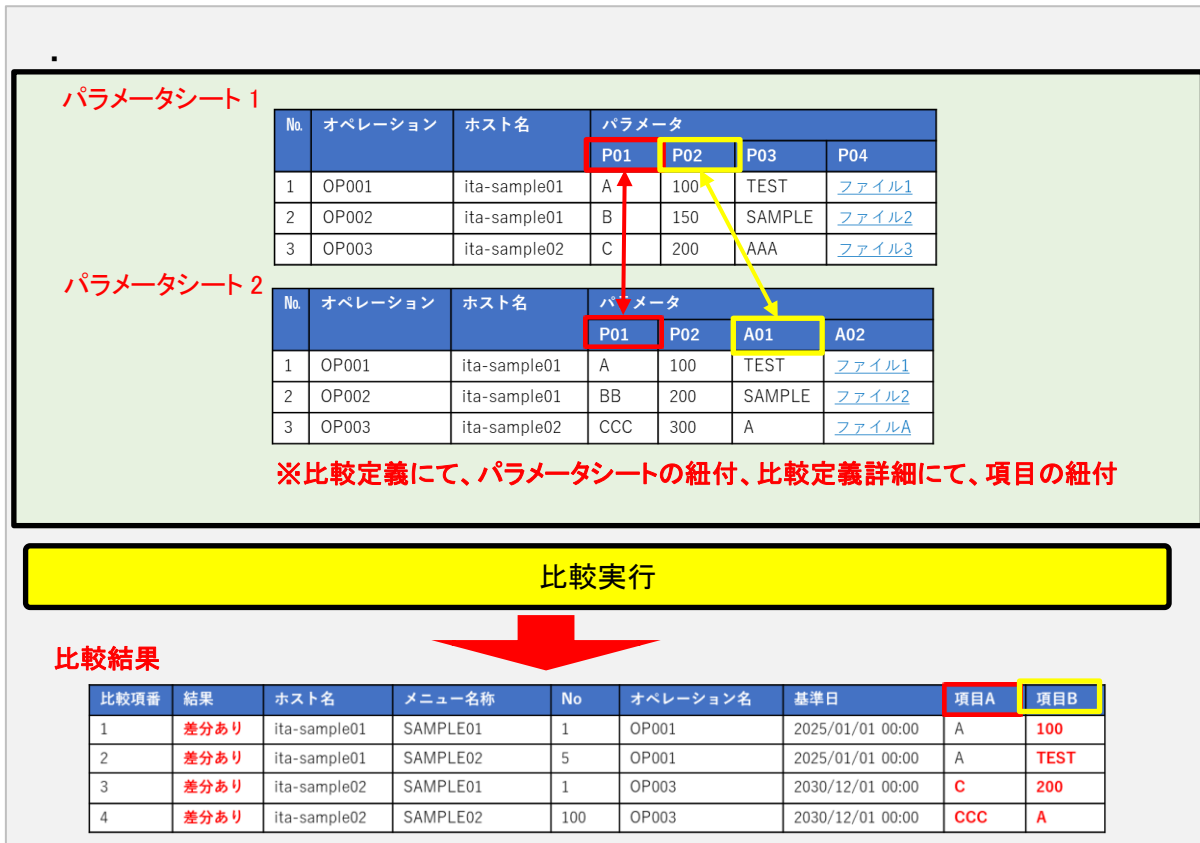 パラメータシート 1
No. オペレーション ホスト名 パラメータ
P01 P02 P03 P04
1 OP001 ita-sample01 A 100 TEST ファイル1
2 OP002 ita-sample01 B 150 SAMPLE ファイル2
3 OP003 ita-sample02 C 200 AAA ファイル3
パラメータシート 2
No. オペレーション ホスト名 パラメータ
P01 P02 A01 A02
1 OP001 ita-sample01 A 100 TEST ファイル1
2 OP002 ita-sample01 BB 200 SAMPLE ファイル2
3 OP003 ita-sample02 CCC 300 A ファイルA
※比較定義にて、パラメータシートの紐付、比較定義詳細にて、項目の紐付
比較実行
比較結果
比較項番 結果 ホスト名 メニュー名称 No オペレーション名 基準日 項目A 項目B
1 差分あり ita-sample01 SAMPLE01 1 OP001 2025/01/01 00:00 A 100
2 差分あり ita-sample01 SAMPLE02 5 OP001 2025/01/01 00:00 A TEST
3 差分あり ita-sample02 SAMPLE01 1 OP003 2030/12/01 00:00 C 200
4 差分あり ita-sample02 SAMPLE02 100 OP003 2030/12/01 00:00 CCC A